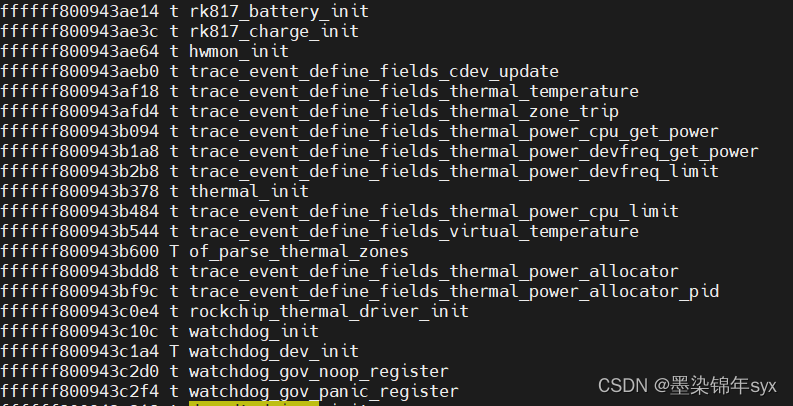 ffffff800943ae14 t rk817_battery_init
ffffff800943ae3c t rk817_charge_init
ffffff800943ae64 t hwmon_init
ffffff800943aeb0 t trace_event_define_fields_cdev_update
ffffff800943af18 t trace_event_define_fields_thermal_temperature
ffffff800943afd4 t trace_event_define_fields_thermal_zone_trip
ffffff800943b094 t trace_event_define_fields_thermal_power_cpu_get_power
ffffff800943b1a8 t trace_event_define_fields_thermal_power_devfreq_get_power
ffffff800943b2b8 t trace_event_define_fields_thermal_power_devfreq_limit
ffffff800943b378 t thermal_init
ffffff800943b484 t trace_event_define_fields_thermal_power_cpu_limit
ffffff800943b544 t trace_event_define_fields_virtual_temperature
ffffff800943b600 T of_parse_thermal_zones
ffffff800943bdd8 t trace_event_define_fields_thermal_power_allocator
ffffff800943bf9c t trace_event_define_fields_thermal_power_allocator_pid
ffffff800943c0e4 t rockchip_thermal_driver_init
ffffff800943c10c t watchdog_init
ffffff800943c1a4 T watchdog_dev_init
ffffff800943c2d0 t watchdog_gov_noop_register
ffffff800943c2f4 t watchdog_gov_panic_register
CSDN @墨染锦年syx